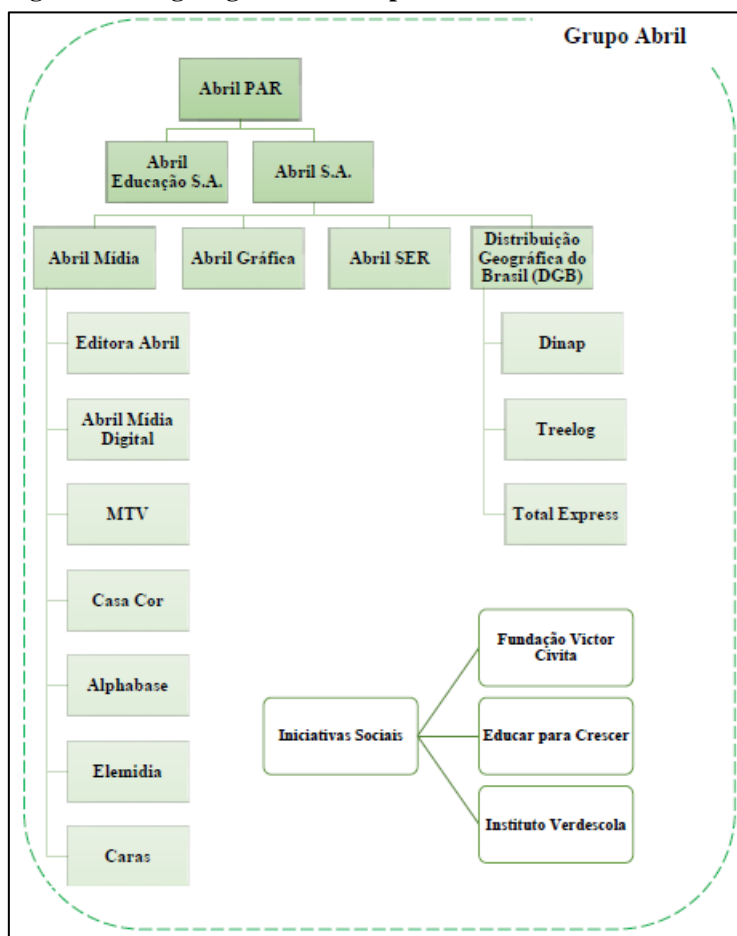 Grupo Abril
Abril PAR
Abril
Educação S.A.
Abril S.A.
Abril Mídia
Abril Gráfica
Abril SER
Distribuição
Geográfica do
Brasil (DGB)
Editora Abril
Abril Mídia
Digital
MTV
Casa Cor
Alphabase
Elemidia
Caras
Dinap
Treelog
Total Express
Iniciativas Sociais
Fundação Victor
Civita
Educar para Crescer
Instituto Verdescola